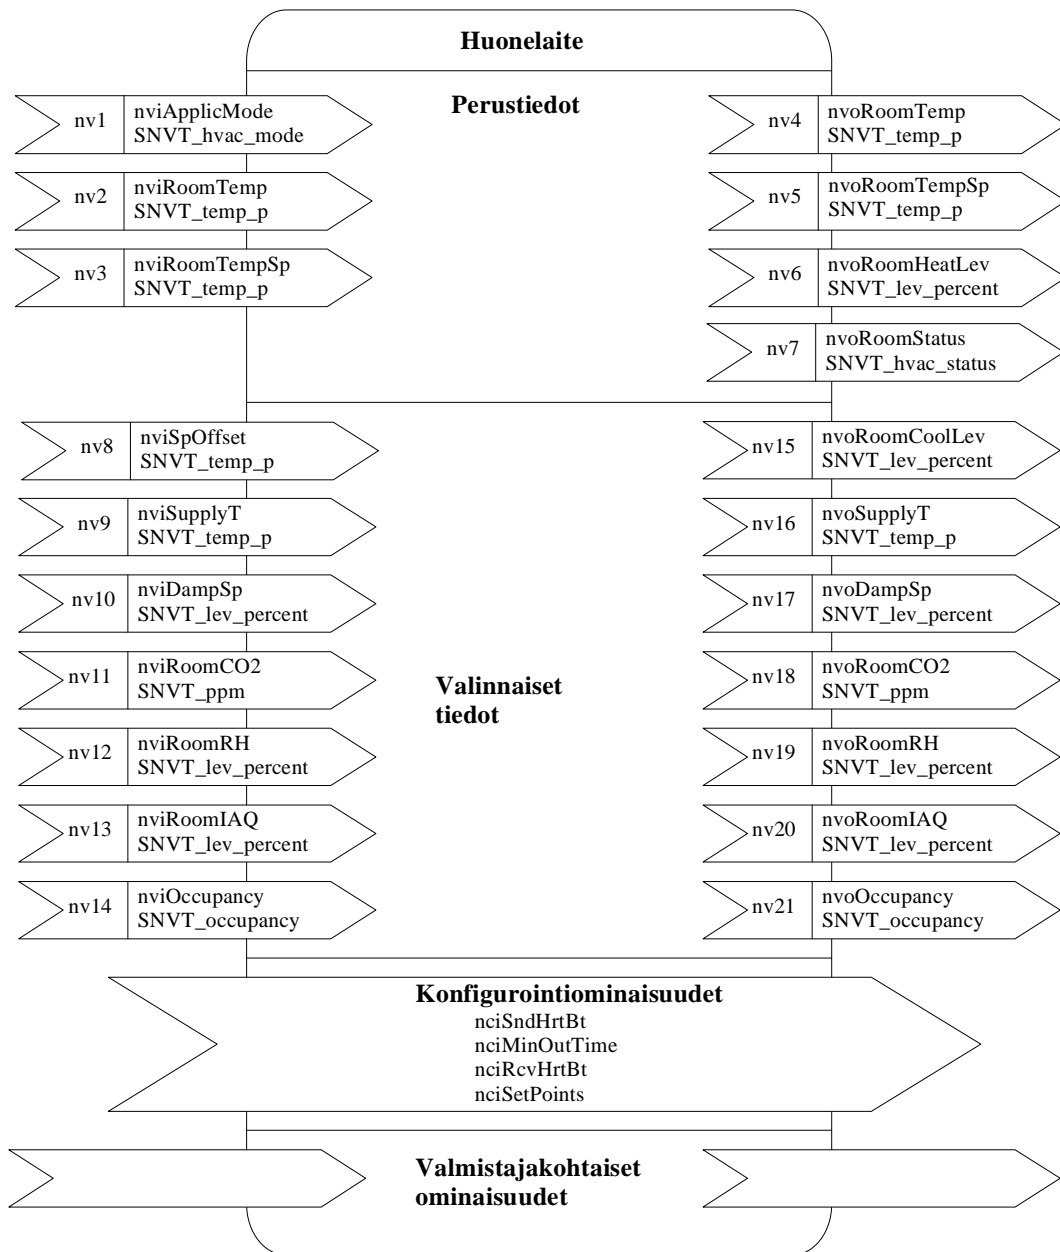 Huonelaite
Perustiedot
nv1
nviApplicMode
SNVT_hvac_mode
nv4
nvoRoomTemp
SNVT_temp_p
nv2
nviRoomTemp
SNVT_temp_p
nv5
nvoRoomTempSp
SNVT_temp_p
nv3
nviRoomTempSp
SNVT_temp_p
nv6
nvoRoomHeatLev
SNVT_lev_percent
nv7
nvoRoomStatus
SNVT_hvac_status
nv8
nviSpOffset
SNVT_temp_p
nv15
nvoRoomCoolLev
SNVT_lev_percent
nv9
nviSupplyT
SNVT_temp_p
nv16
nvoSupplyT
SNVT_temp_p
nv10
nviDampSp
SNVT_lev_percent
nv17
nvoDampSp
SNVT_lev_percent
nv11
nviRoomCO2
SNVT_ppm
Valinnaiset
tiedot
nv18
nvoRoomCO2
SNVT_ppm
nv12
nviRoomRH
SNVT_lev_percent
nv19
nvoRoomRH
SNVT_lev_percent
nv13
nviRoomIAQ
SNVT_lev_percent
nv20
nvoRoomIAQ
SNVT_lev_percent
nv14
nviOccupancy
SNVT_occupancy
nv21
nvoOccupancy
SNVT_occupancy
Konfigurointiominaisuudet
nciSndHrtBt
nciMinOutTime
nciRcvHrtBt
nciSetPoints
Valmistajakohtaiset
ominaisuudet